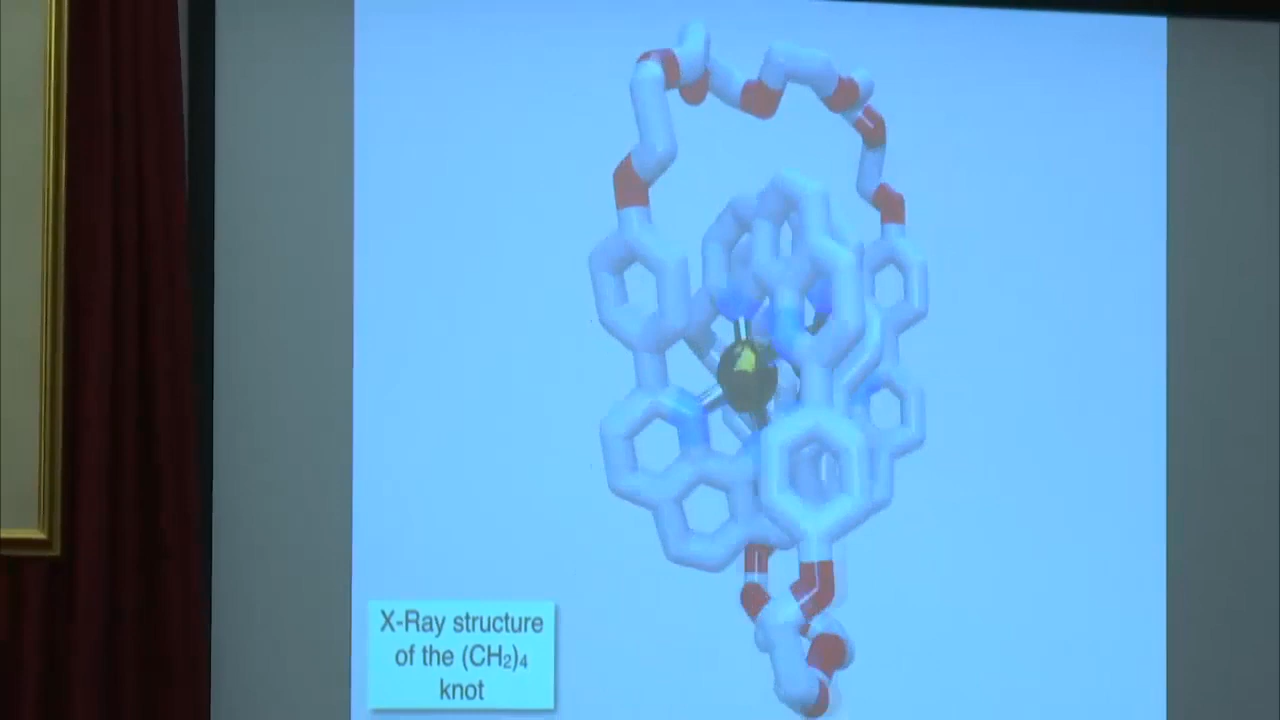 X-Ray structure
of the (CH₂)₄
knot